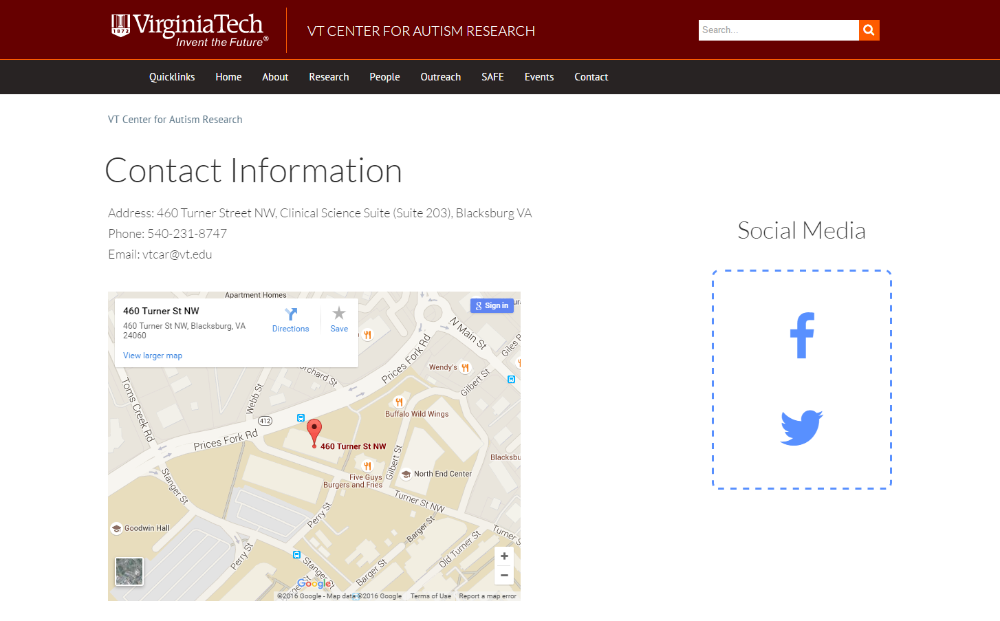 VirginiaTech
1872
Invent the Future®
VT CENTER FOR AUTISM RESEARCH
Search...
Quicklinks Home About Research People Outreach SAFE Events Contact
VT Center for Autism Research
Contact Information
Address: 460 Turner Street NW, Clinical Science Suite (Suite 203), Blacksburg VA
Phone: 540-231-8747
Email: vtcar@vt.edu
Social Media
Apartment Homes
460 Turner St NW
460 Turner St NW, Blacksburg, VA
24060
View larger map
Directions
Save
Sign in
N Main St
Giles
Prices Fork Rd
Wendy's
Orchard St
Gilbert St
Toms Creek Rd
Webb St
Buffalo Wild Wings
412
Prices Fork Rd
460 Turner St NW
Gilbert St
Blacksbu
North End Center
Five Guys
Burgers and Fries
Stanger St
Turner St NW
Perry St
Barger St
Turner S
Goodwin Hall
Perry St
Old Turner St
Stanger
Barger St
+
−
Google
©2016 Google - Map data ©2016 Google Terms of Use Report a map error